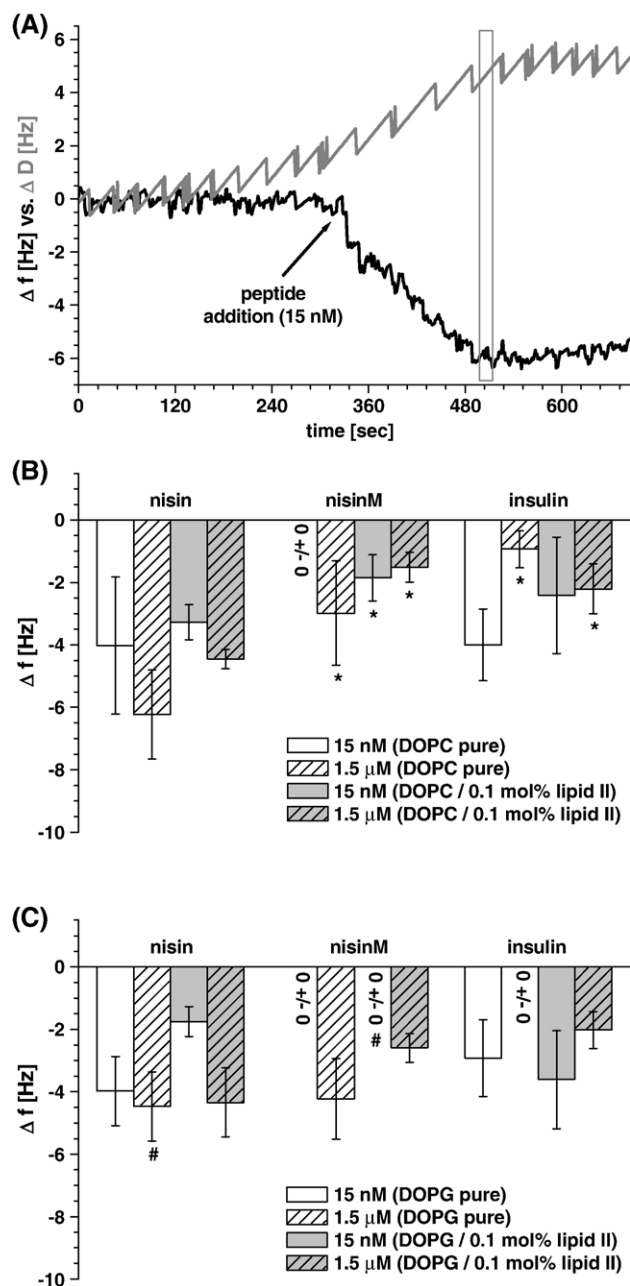 (A)
Δ f [Hz] vs. Δ D [Hz]
6
4
2
0
-2
-4
-6
peptide
addition (15 nM)
0
120
240
360
480
600
time [sec]
(B)
nisin
nisinM
insulin
Δ f [Hz]
0
-2
-4
-6
-8
-10
0 -/+ 0
*
*
*
*
*
15 nM (DOPC pure)
1.5 μM (DOPC pure)
15 nM (DOPC / 0.1 mol% lipid II)
1.5 μM (DOPC / 0.1 mol% lipid II)
(C)
nisin
nisinM
insulin
Δ f [Hz]
0
-2
-4
-6
-8
-10
#
0 -/+ 0
# 0 -/+ 0
0 -/+ 0
15 nM (DOPG pure)
1.5 μM (DOPG pure)
15 nM (DOPG / 0.1 mol% lipid II)
1.5 μM (DOPG / 0.1 mol% lipid II)